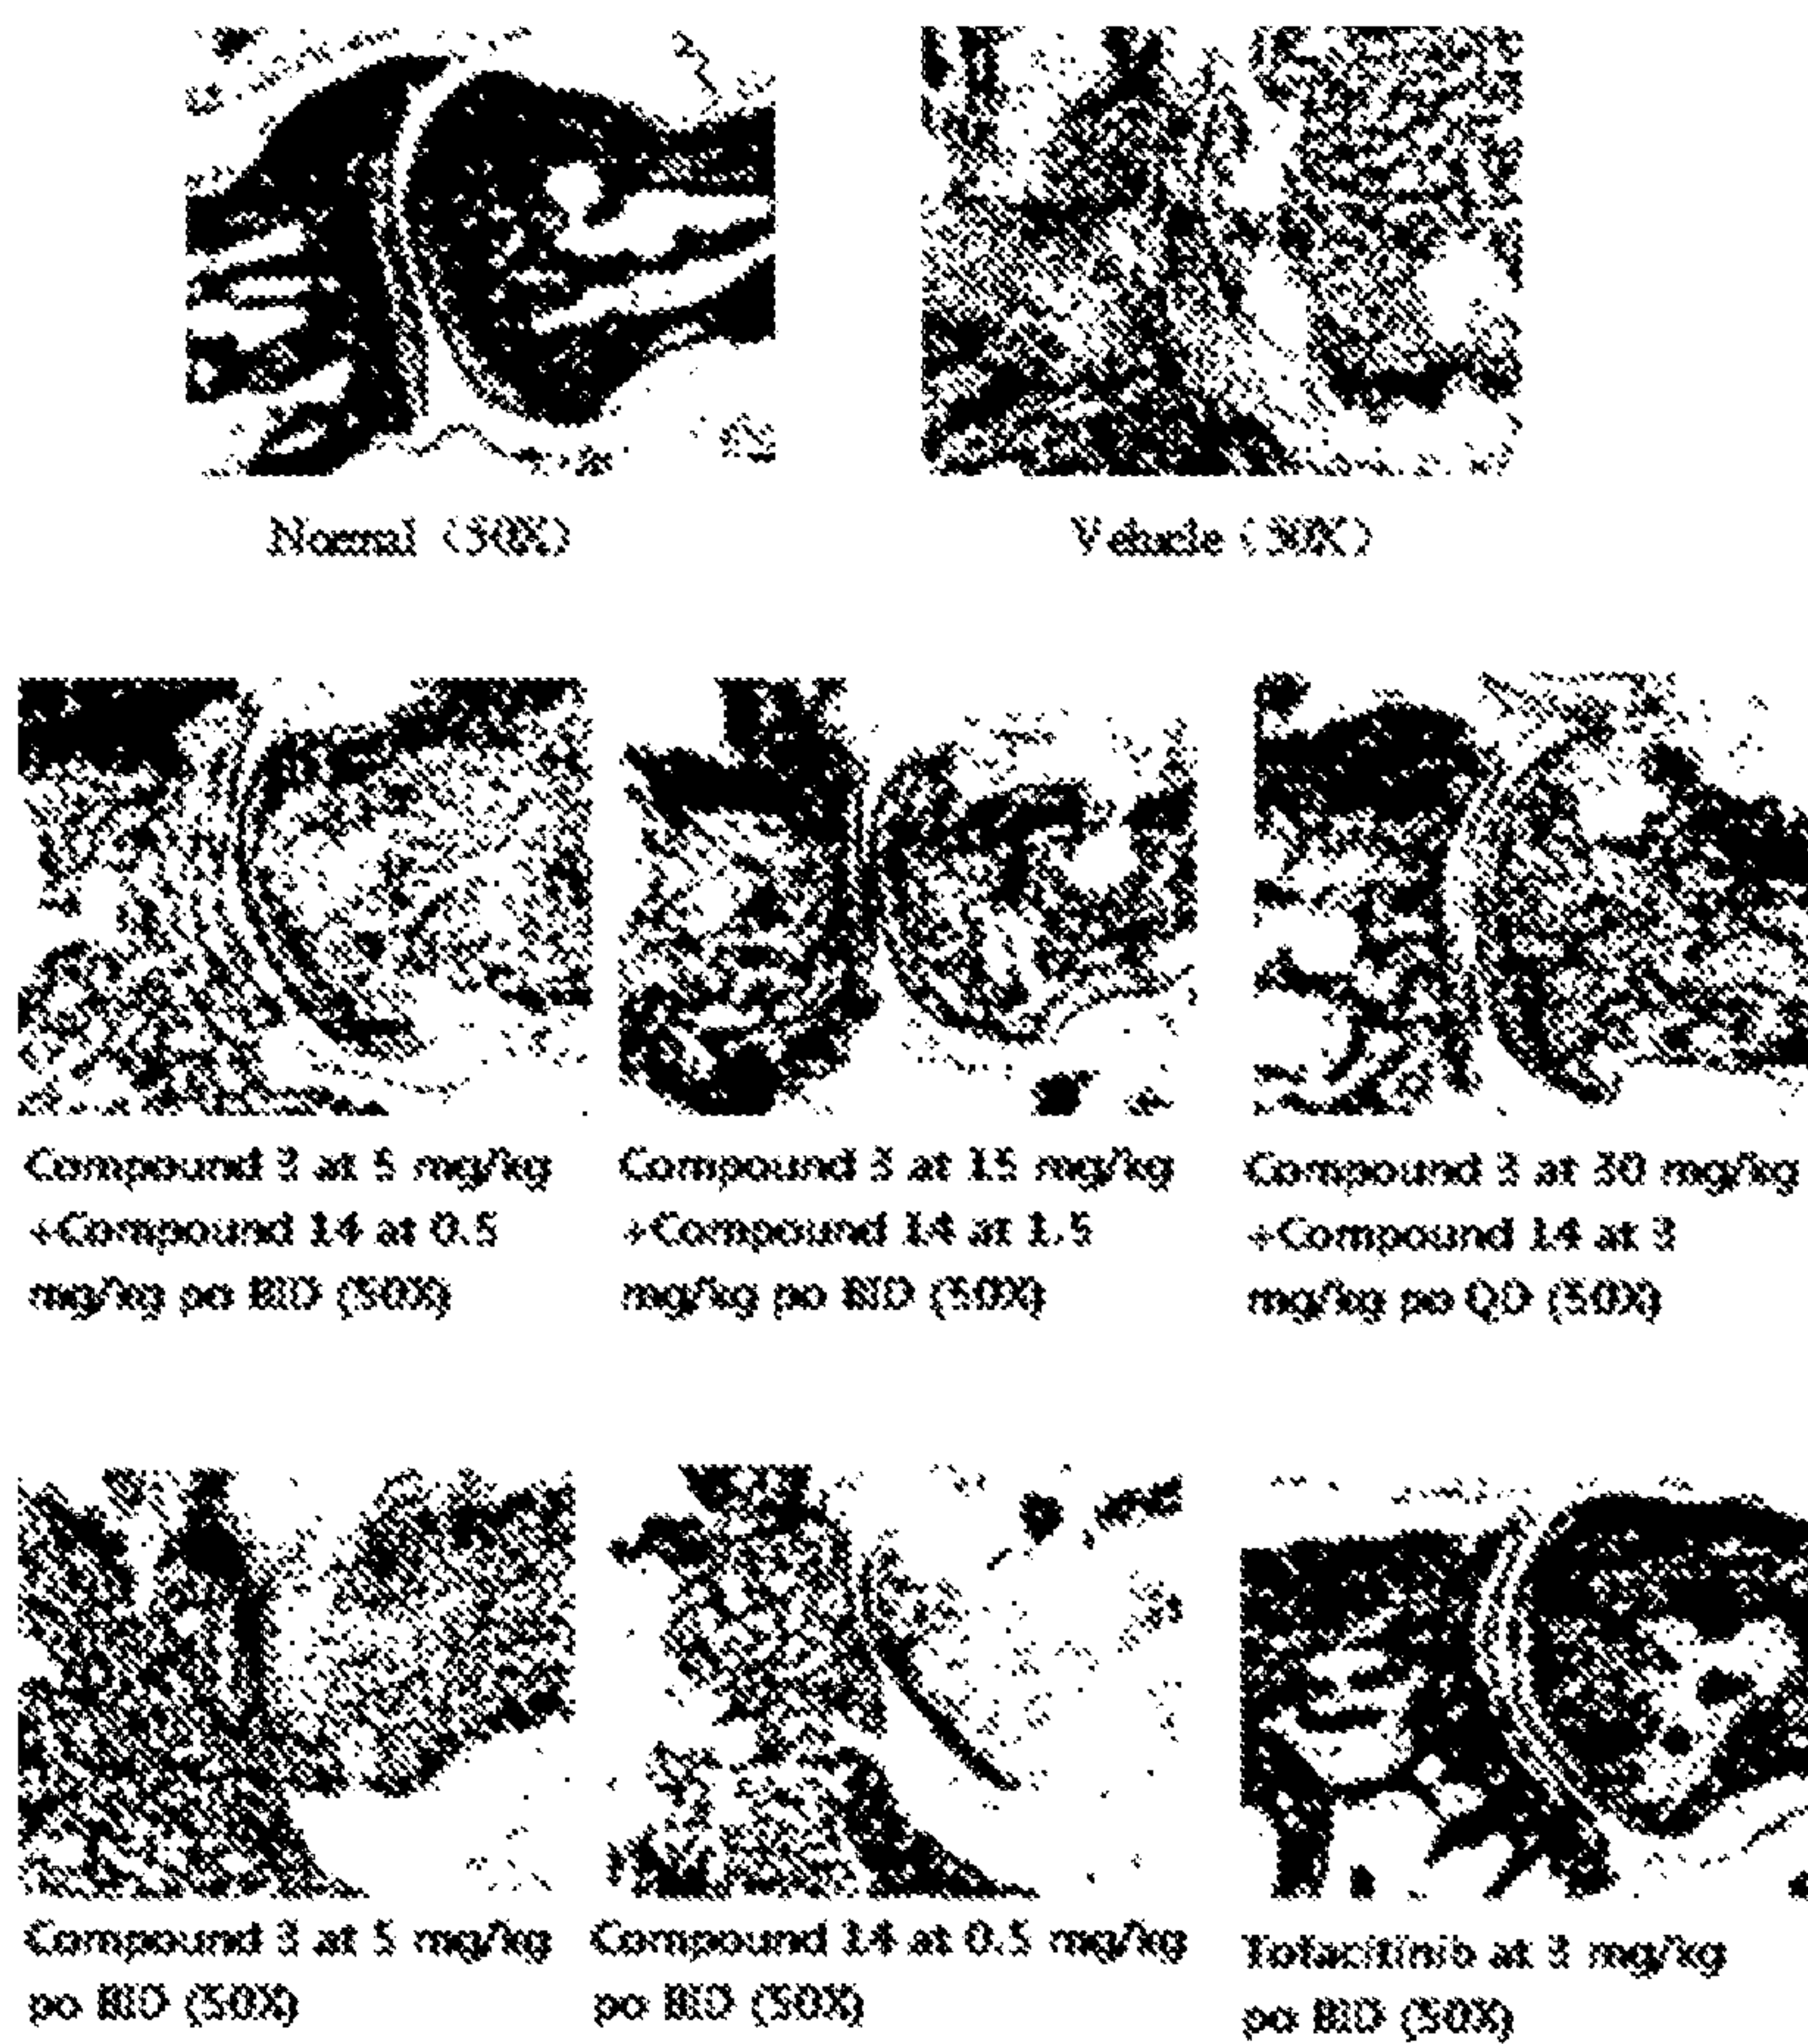 Normal (50X)
Vehicle (50X)
Compound 3 at 5 mg/kg
+Compound 14 at 0.5
mg/kg po BID (50X)
Compound 3 at 15 mg/kg
+Compound 14 at 1.5
mg/kg po BID (50X)
Compound 3 at 30 mg/kg
+Compound 14 at 3
mg/kg po QD (50X)
Compound 3 at 5 mg/kg
po BID (50X)
Compound 14 at 0.5 mg/kg
po BID (50X)
Tofacitinib at 3 mg/kg
po BID (50X)